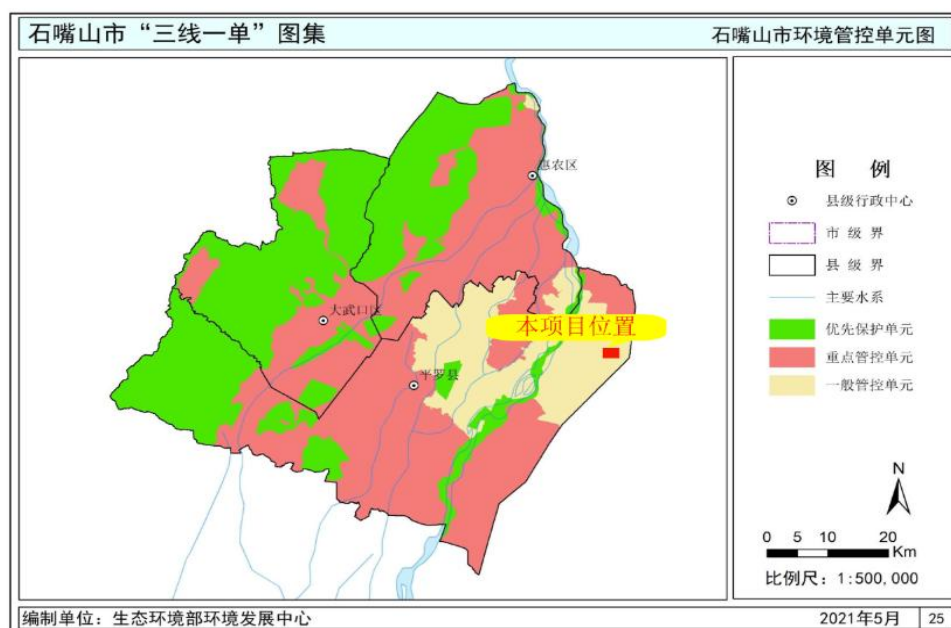 石嘴山市“三线一单”图集
石嘴山市环境管控单元图
惠农区
大武口区
本项目位置
平罗县
图 例
县级行政中心
市 级 界
县 级 界
主要水系
优先保护单元
重点管控单元
一般管控单元
N
0 5 10 20
Km
比例尺：1:500,000
编制单位：生态环境部环境发展中心
2021年5月
25